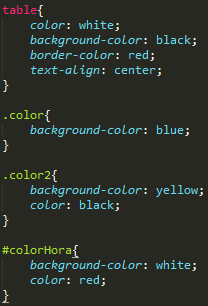 table{
    color: white;
    background-color: black;
    border-color: red;
    text-align: center;
}

.color{
    background-color: blue;
}

.color2{
    background-color: yellow;
    color: black;
}

#colorHora{
    background-color: white;
    color: red;
}